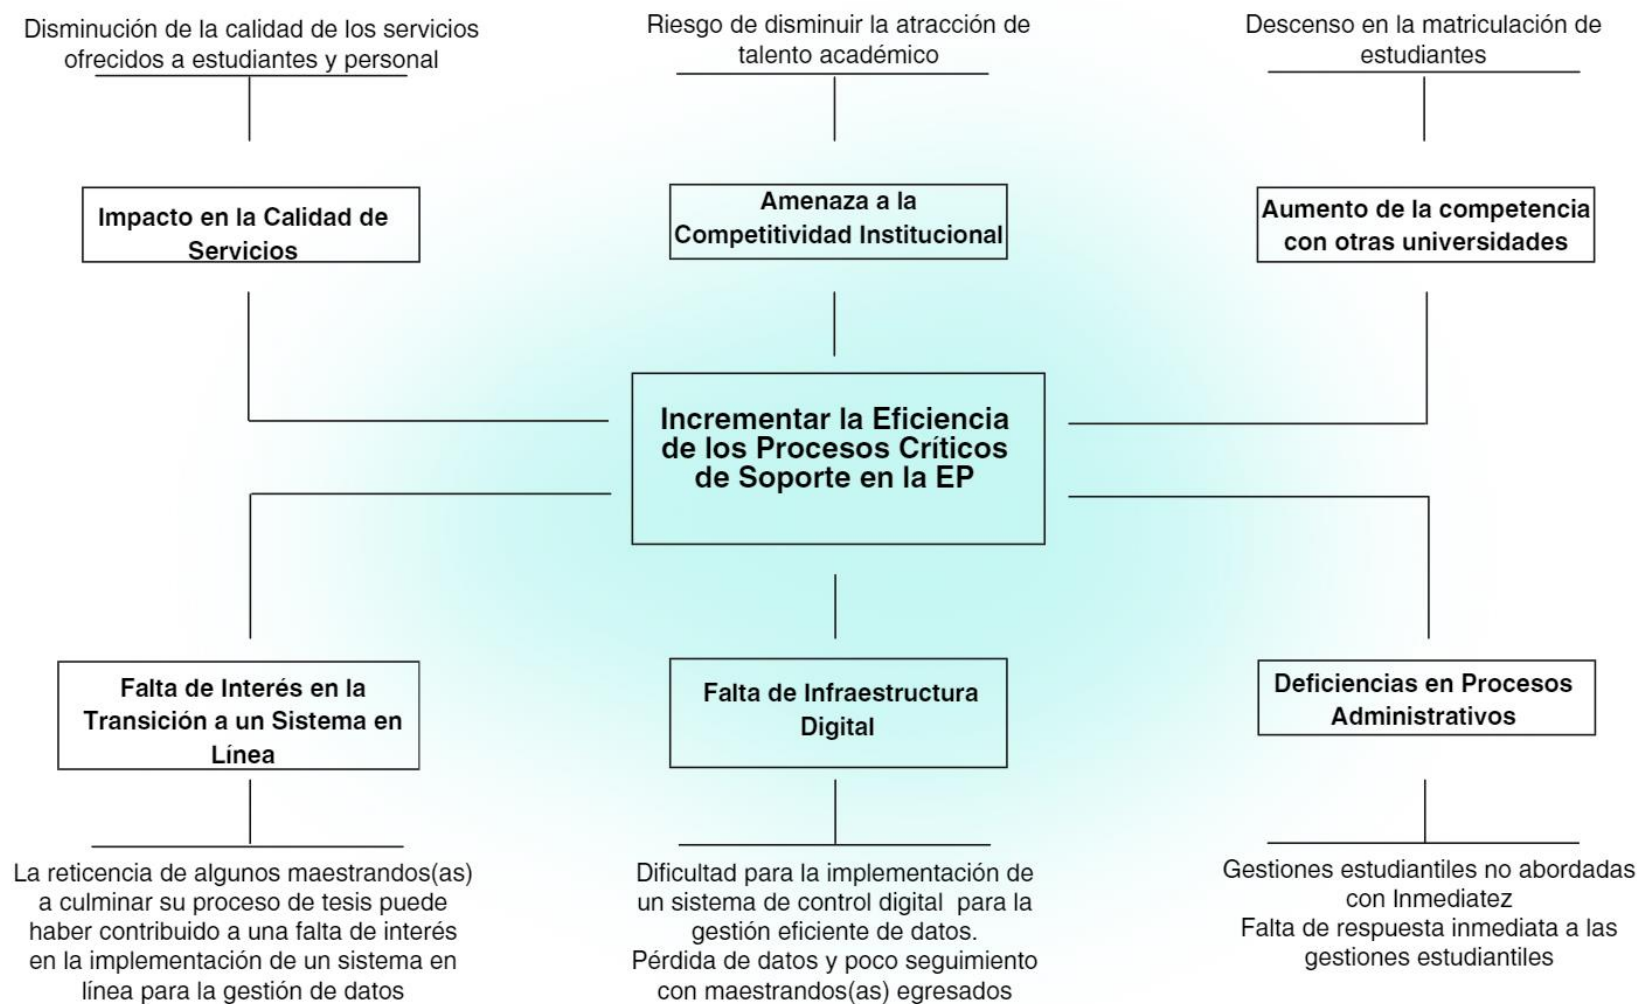 Disminución de la calidad de los servicios
ofrecidos a estudiantes y personal
Riesgo de disminuir la atracción de
talento académico
Descenso en la matriculación de
estudiantes
Impacto en la Calidad de
Servicios
Amenaza a la
Competitividad Institucional
Aumento de la competencia
con otras universidades
Incrementar la Eficiencia
de los Procesos Críticos
de Soporte en la EP
Falta de Interés en la
Transición a un Sistema en
Línea
Falta de Infraestructura
Digital
Deficiencias en Procesos
Administrativos
La reticencia de algunos maestrandos(as)
a culminar su proceso de tesis puede
haber contribuido a una falta de interés
en la implementación de un sistema en
línea para la gestión de datos
Dificultad para la implementación de
un sistema de control digital para la
gestión eficiente de datos.
Pérdida de datos y poco seguimiento
con maestrandos(as) egresados
Gestiones estudiantiles no abordadas
con Inmediatez
Falta de respuesta inmediata a las
gestiones estudiantiles